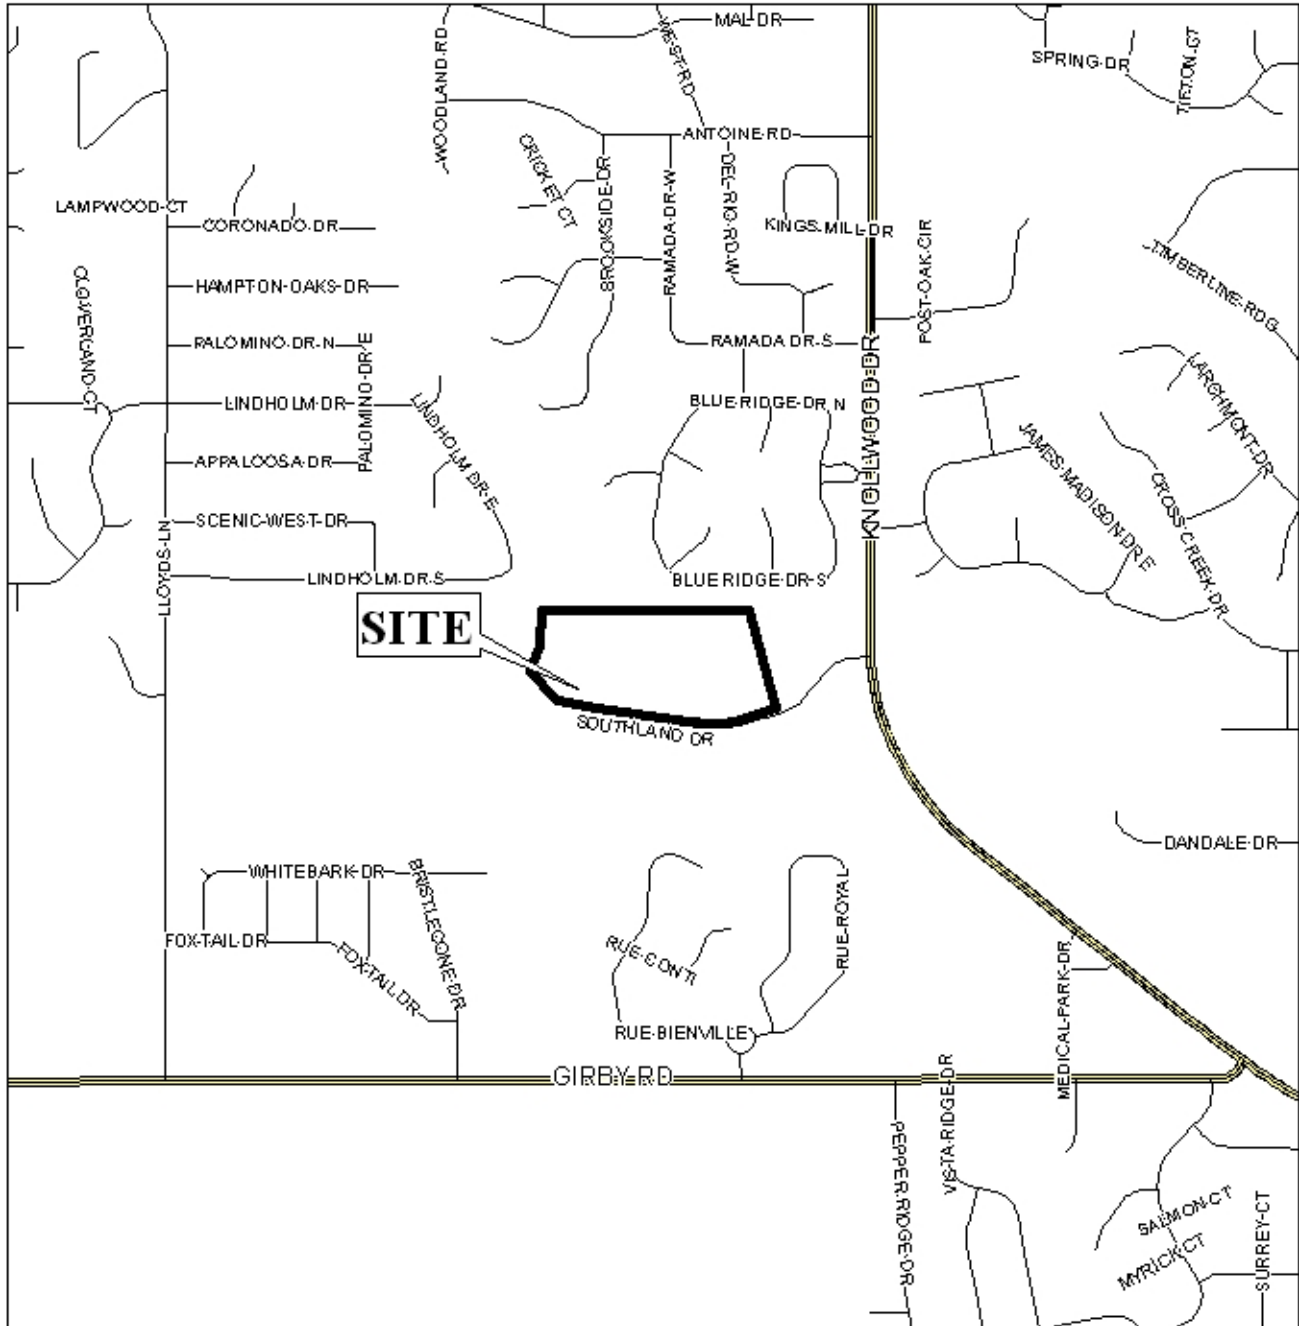 MAL DR
WOODLAND RD
WEST RD
SPRING DR
TIFTON CT
ANTOINE RD
CRICKET CT
BROOKSIDE DR
RAMADA DR W
DEL RIO RD W
LAMPWOOD CT
CORONADO DR
KINGS MILL DR
POST OAK CIR
TIMBERLINE RD
CLOVERLAND CT
HAMPTON OAKS DR
PALOMINO DR N
PALOMINO DR E
RAMADA DR S
KNOLLWOOD DR
LARCHMONT DR
LINDHOLM DR
LINDHOLM DR E
BLUE RIDGE DR N
JAMES MADISON DR E
CROSS CREEK DR
APPALOOSA DR
SCENIC WEST DR
LLOYDS LN
LINDHOLM DR S
BLUE RIDGE DR S
SITE
SOUTHLAND DR
DANDALE DR
WHITEBARK DR
BRISTLECONE DR
FOX TAIL DR
FOX TAIL DR
RUE CONTI
RUE ROYAL
MEDICAL PARK DR
RUE BIENVILLE
GIRBY RD
VISTA RIDGE DR
PEPPER RIDGE DR
SALMON CT
MYRICK CT
SURREY CT